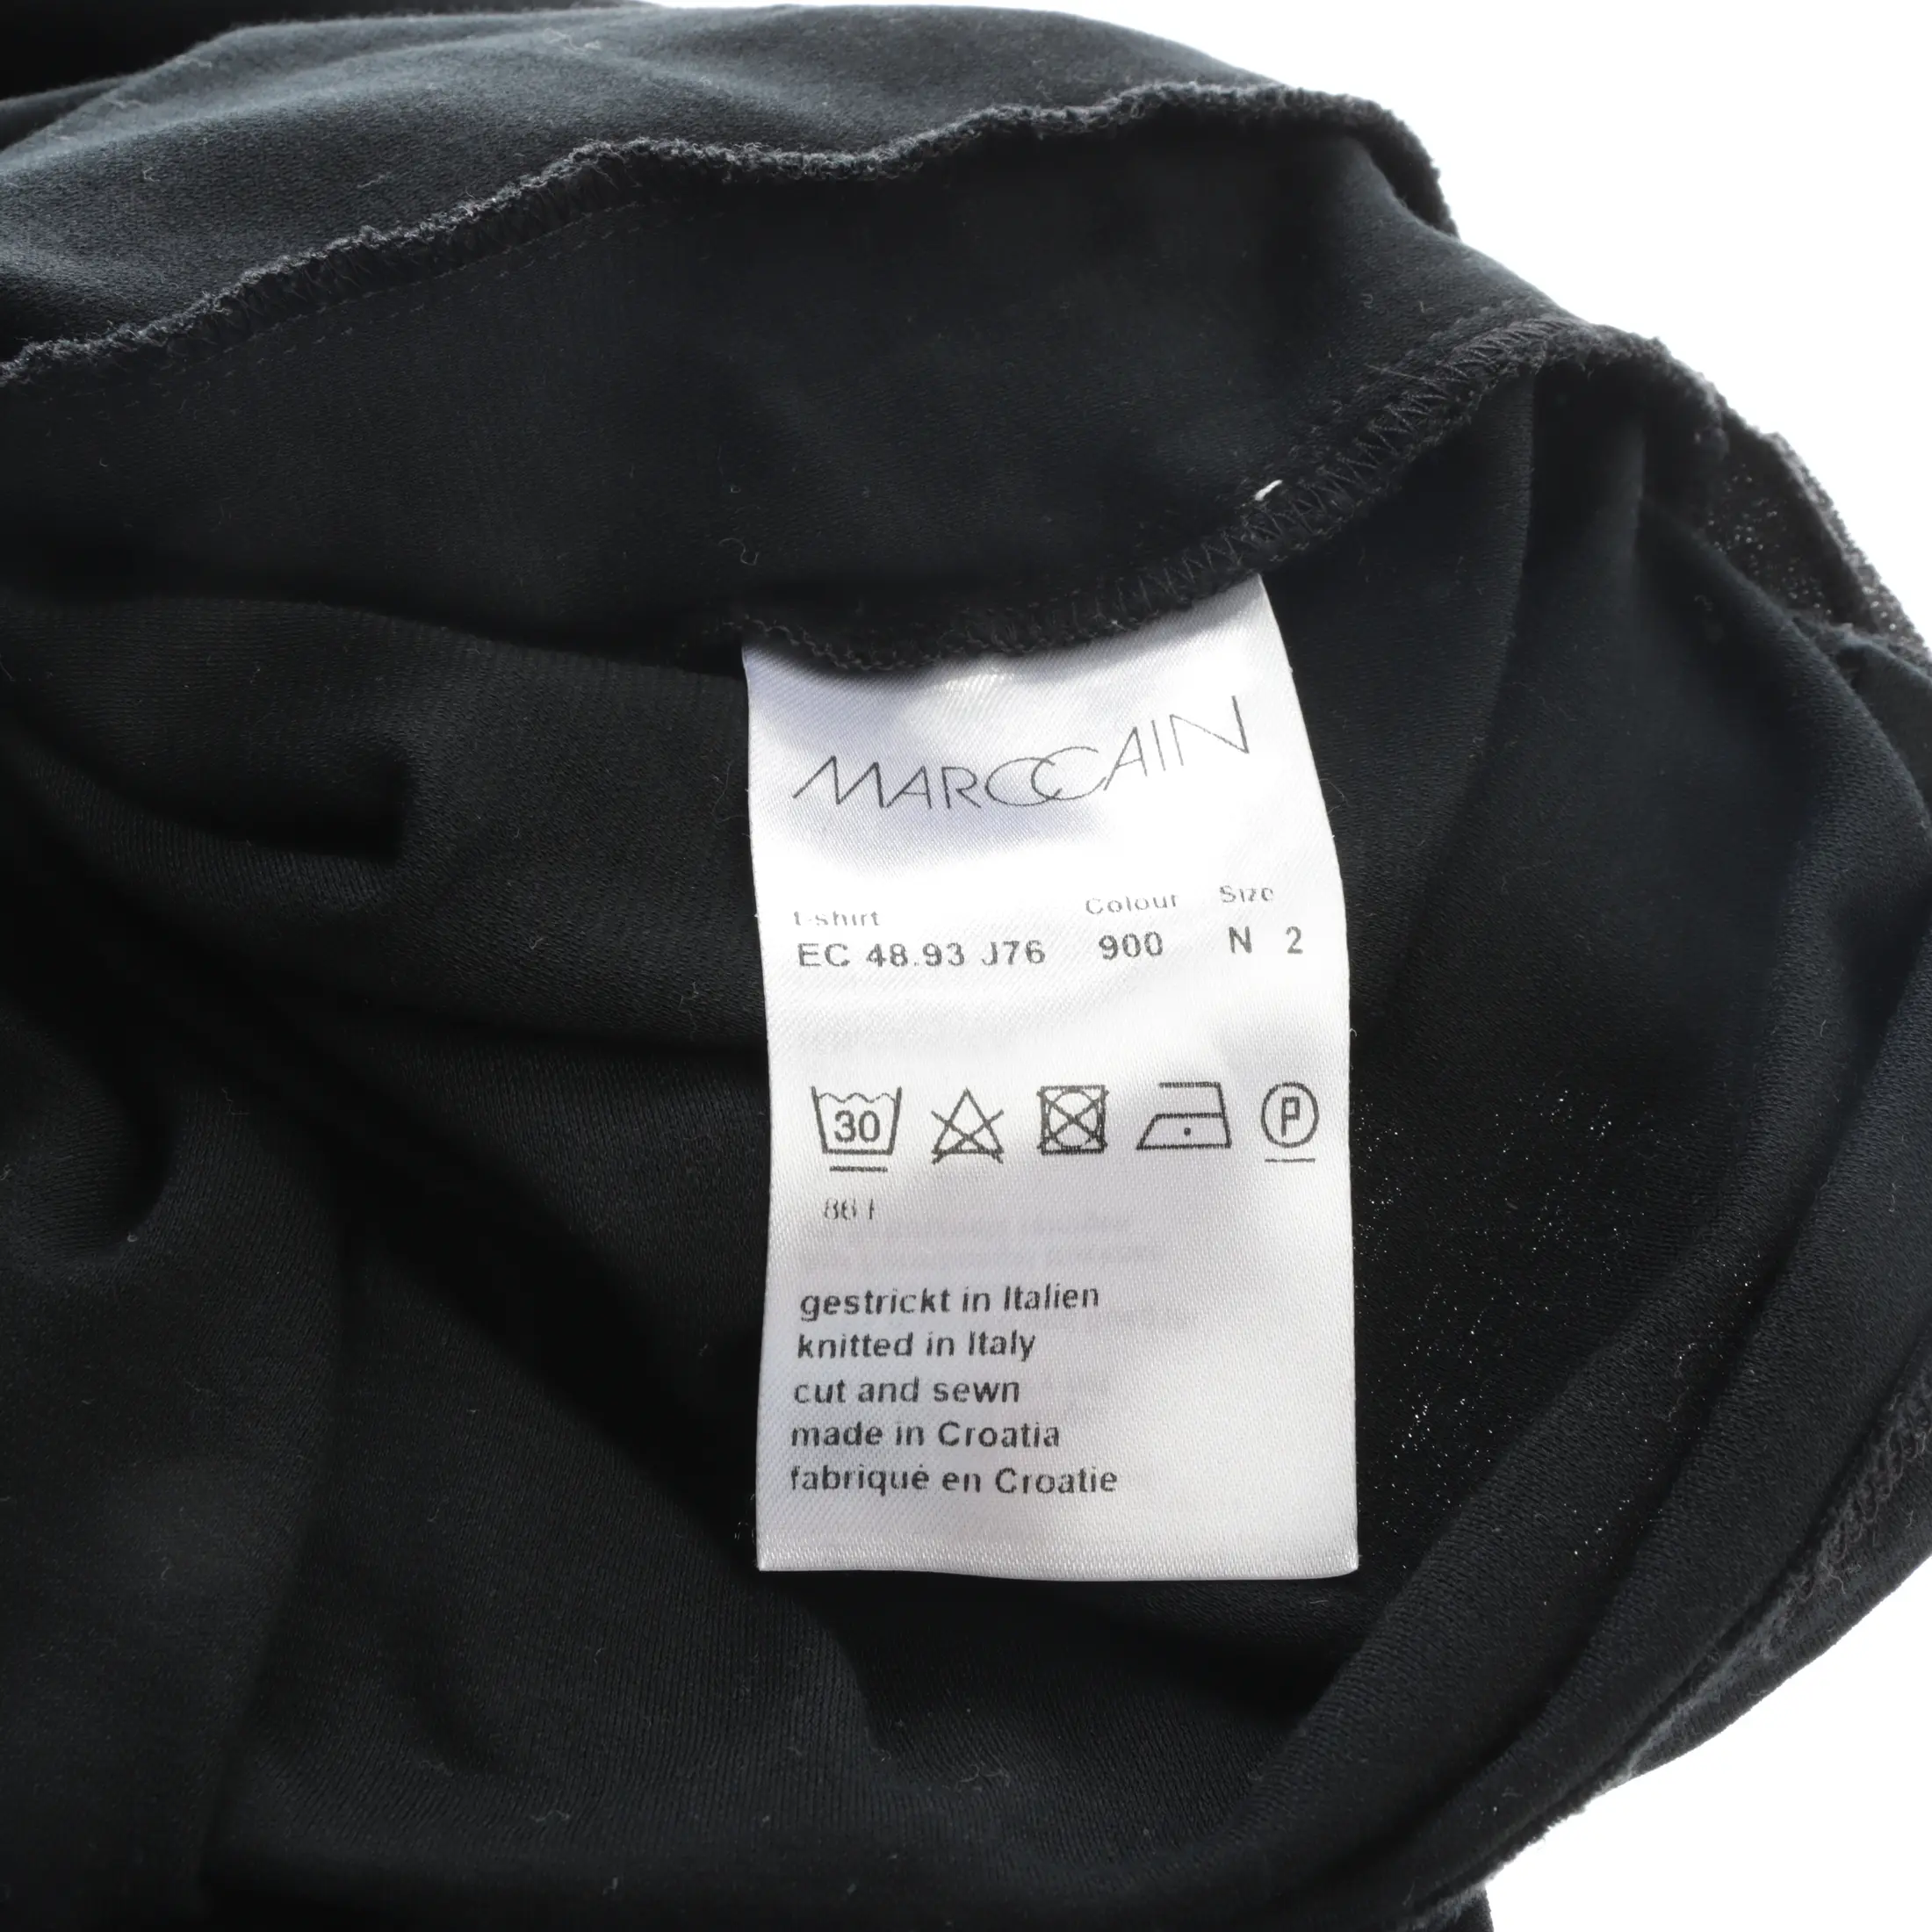 MARCCAIN
t-shirt Colour Size
EC 48.93 J76 900 N 2
30 P
gestrickt in Italien
knitted in Italy
cut and sewn
made in Croatia
fabriqué en Croatie